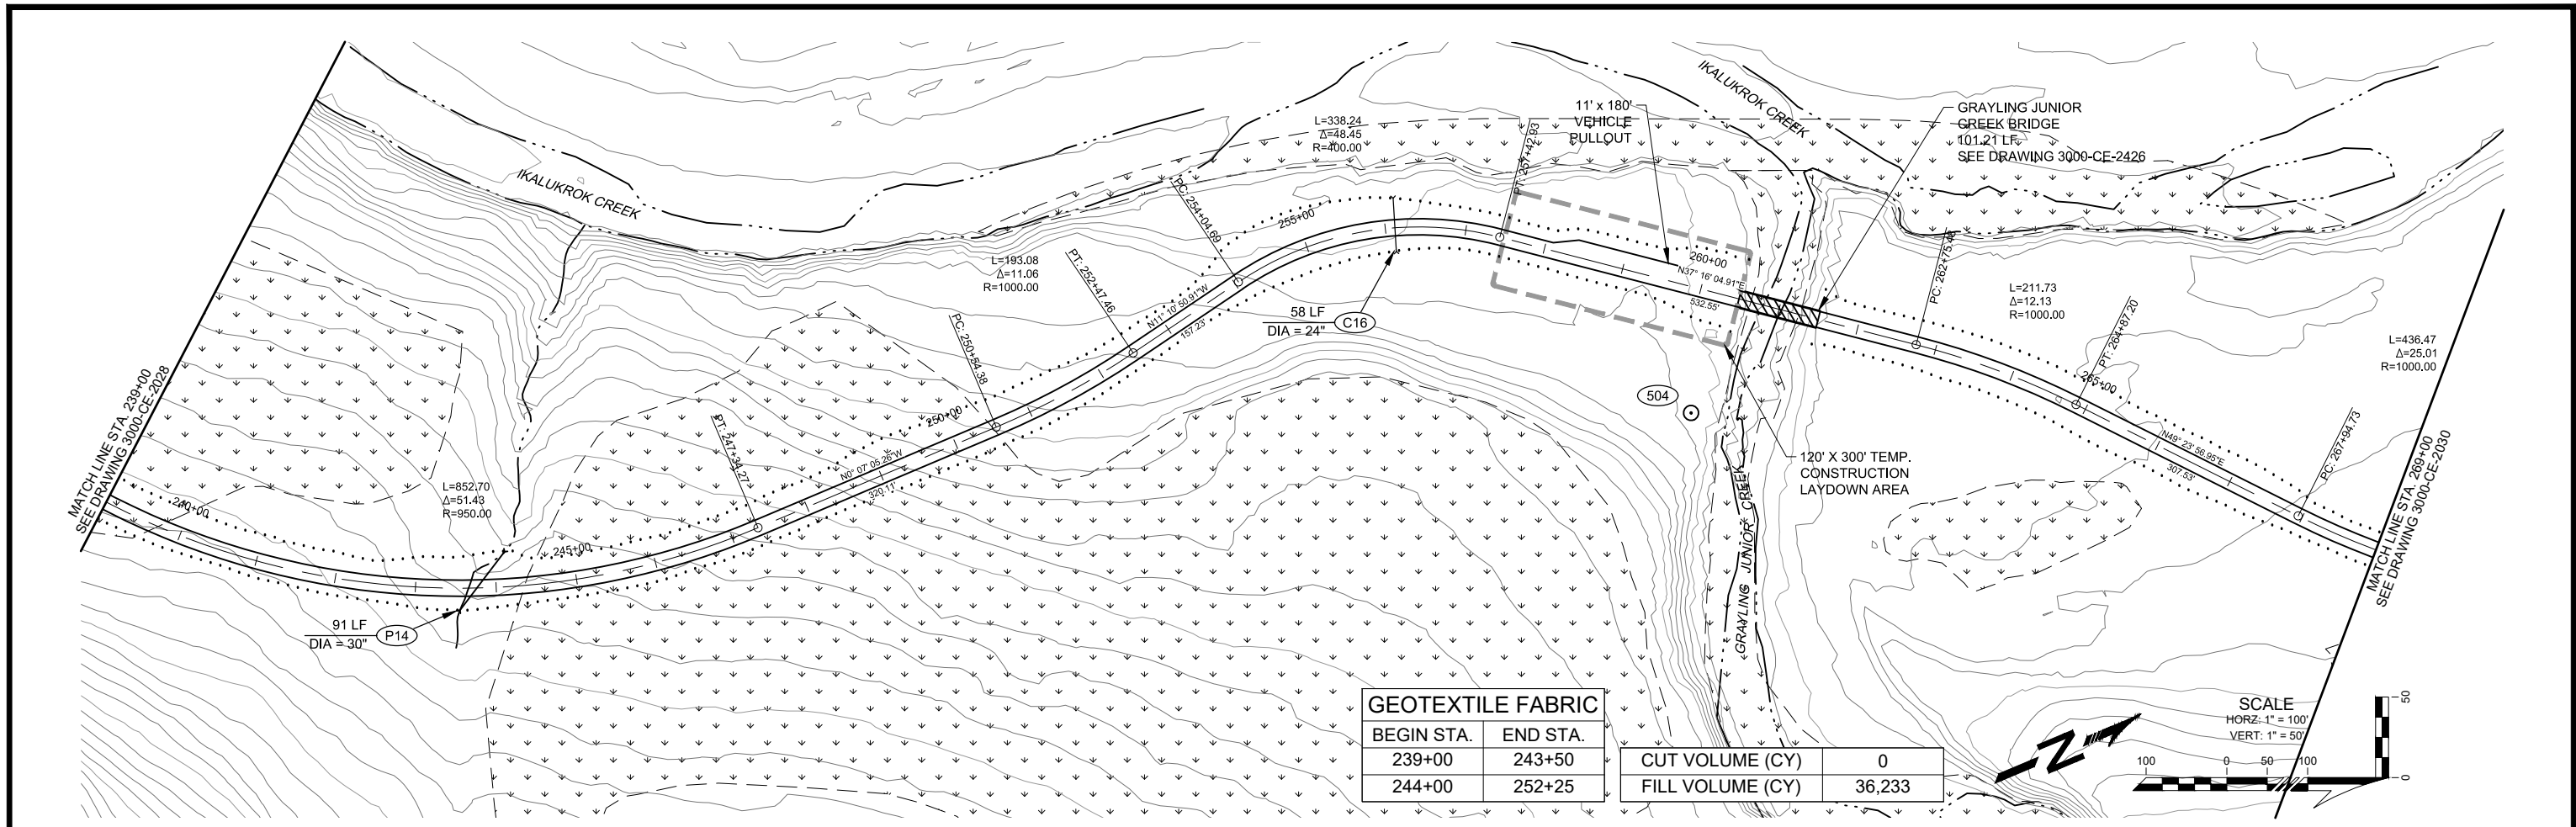 MATCH LINE STA. 239+00
SEE DRAWING 3000-CE-2028
240+00
L=852.70
Δ=51.43
R=950.00
91 LF
DIA = 30"
P14
245+00
IKALUKROK CREEK
PT: 247+34.27
N0° 07' 05.26"W
320.11'
250+00
PC: 250+54.38
L=193.08
Δ=11.06
R=1000.00
PT: 252+47.46
N11° 10' 50.91"W
157.23'
PC: 254+04.69
255+00
L=338.24
Δ=48.45
R=400.00
58 LF
DIA = 24"
C16
PT: 257+42.93
11' x 180'
VEHICLE
PULLOUT
IKALUKROK CREEK
260+00
N37° 16' 04.91"E
532.55'
GRAYLING JUNIOR
GREEK BRIDGE
101.21 LF
SEE DRAWING 3000-CE-2426
504
120' X 300' TEMP.
CONSTRUCTION
LAYDOWN AREA
GRAYLING JUNIOR CREEK
PC: 262+75.48
L=211.73
Δ=12.13
R=1000.00
PT: 264+87.20
265+00
N49° 23' 56.95"E
307.53'
PC: 267+94.73
L=436.47
Δ=25.01
R=1000.00
MATCH LINE STA. 269+00
SEE DRAWING 3000-CE-2030
GEOTEXTILE FABRIC
BEGIN STA. END STA.
239+00 243+50
244+00 252+25
CUT VOLUME (CY) 0
FILL VOLUME (CY) 36,233
N
SCALE
HORZ: 1" = 100'
VERT: 1" = 50'
100 0 50 100
50
0